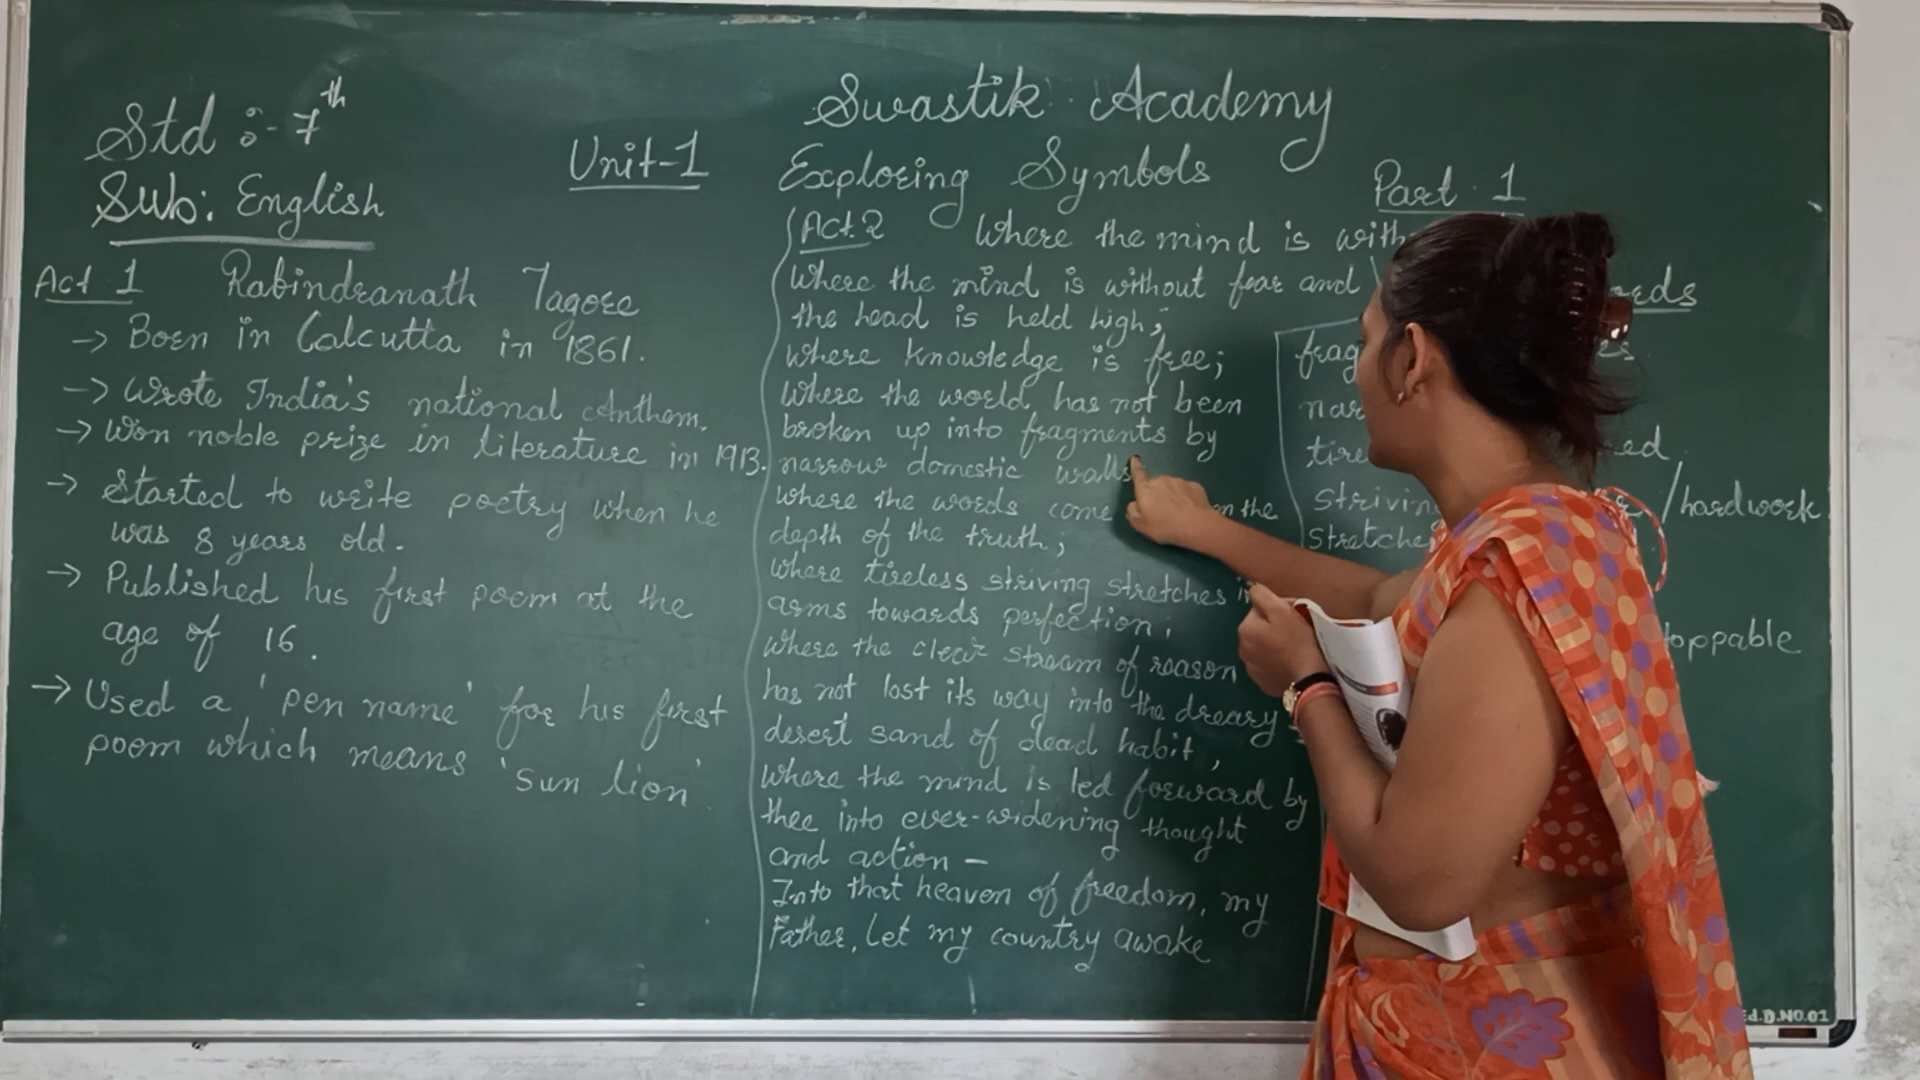 Swastik Academy
Std :- 7th
Unit-1
Exploring Symbols
Part 1
Sub: English
Act 1 Rabindranath Tagore
→ Born in Calcutta in 1861.
→ Wrote India's national Anthem.
→ Won noble prize in literature in 1913.
→ Started to write poetry when he
was 8 years old.
→ Published his first poem at the
age of 16.
→ Used a 'pen name' for his first
poem which means 'sun lion'
Act. 2 Where the mind is
Where the mind is without fear and
the head is held high;
where knowledge is free;
Where the world has not been
broken up into fragments by
narrow domestic walls
where the words come the
depth of the truth;
where tireless striving stretches
arms towards perfection;
where the clear stream of reason
has not lost its way into the dreary
desert sand of dead habit,
where the mind is led forward by
thee into ever-widening thought
and action -
Into that heaven of freedom, my
Father, let my country awake
striving /hardwork
Ed.D.NO.01